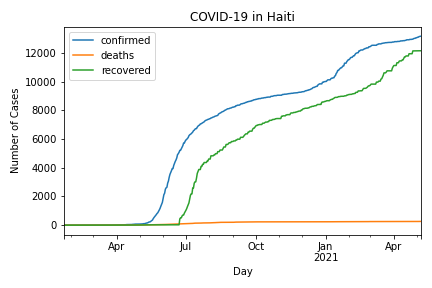 COVID-19 in Haiti
confirmed
deaths
recovered
Number of Cases
12000
10000
8000
6000
4000
2000
0
Apr Jul Oct Jan Apr
2021
Day